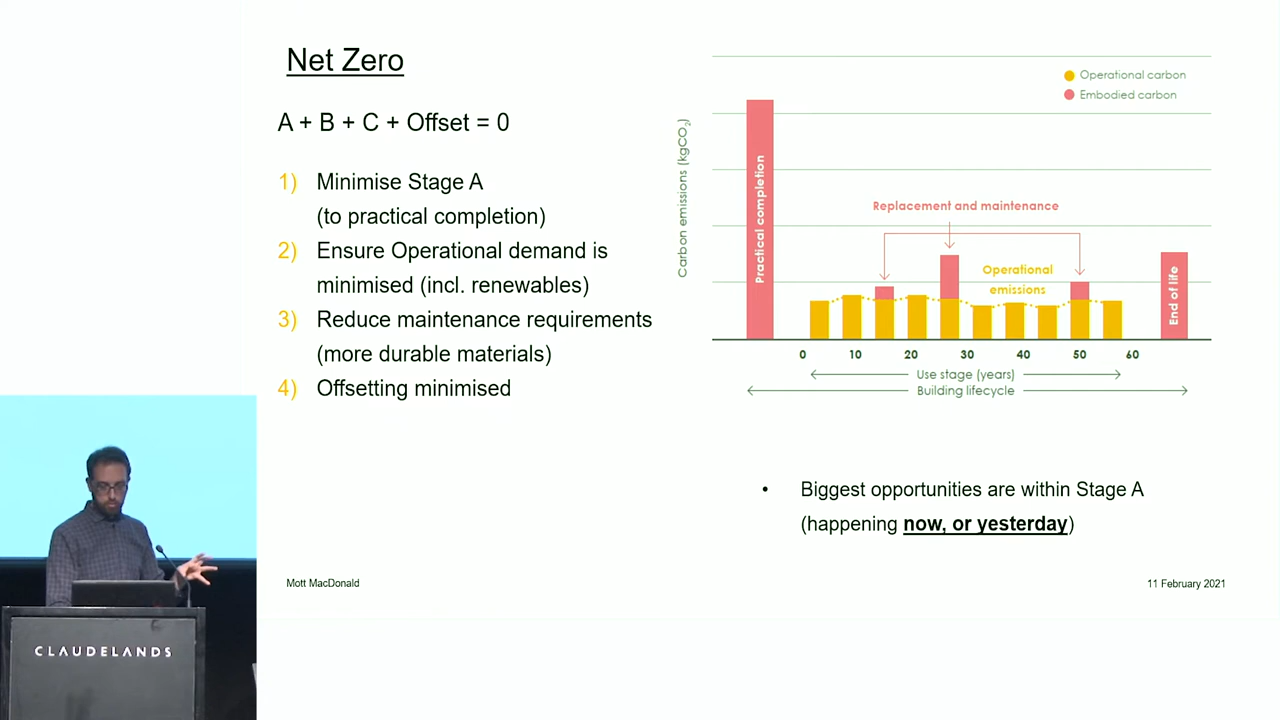 Net Zero
A + B + C + Offset = 0
1) Minimise Stage A
(to practical completion)
2) Ensure Operational demand is
minimised (incl. renewables)
3) Reduce maintenance requirements
(more durable materials)
4) Offsetting minimised
Operational carbon
Embodied carbon
Carbon emissions (kgCO₂)
Practical completion
Replacement and maintenance
Operational
emissions
End of life
0 10 20 30 40 50 60
Use stage (years)
Building lifecycle
• Biggest opportunities are within Stage A
(happening now, or yesterday)
Mott MacDonald
11 February 2021
CLAUDELANDS